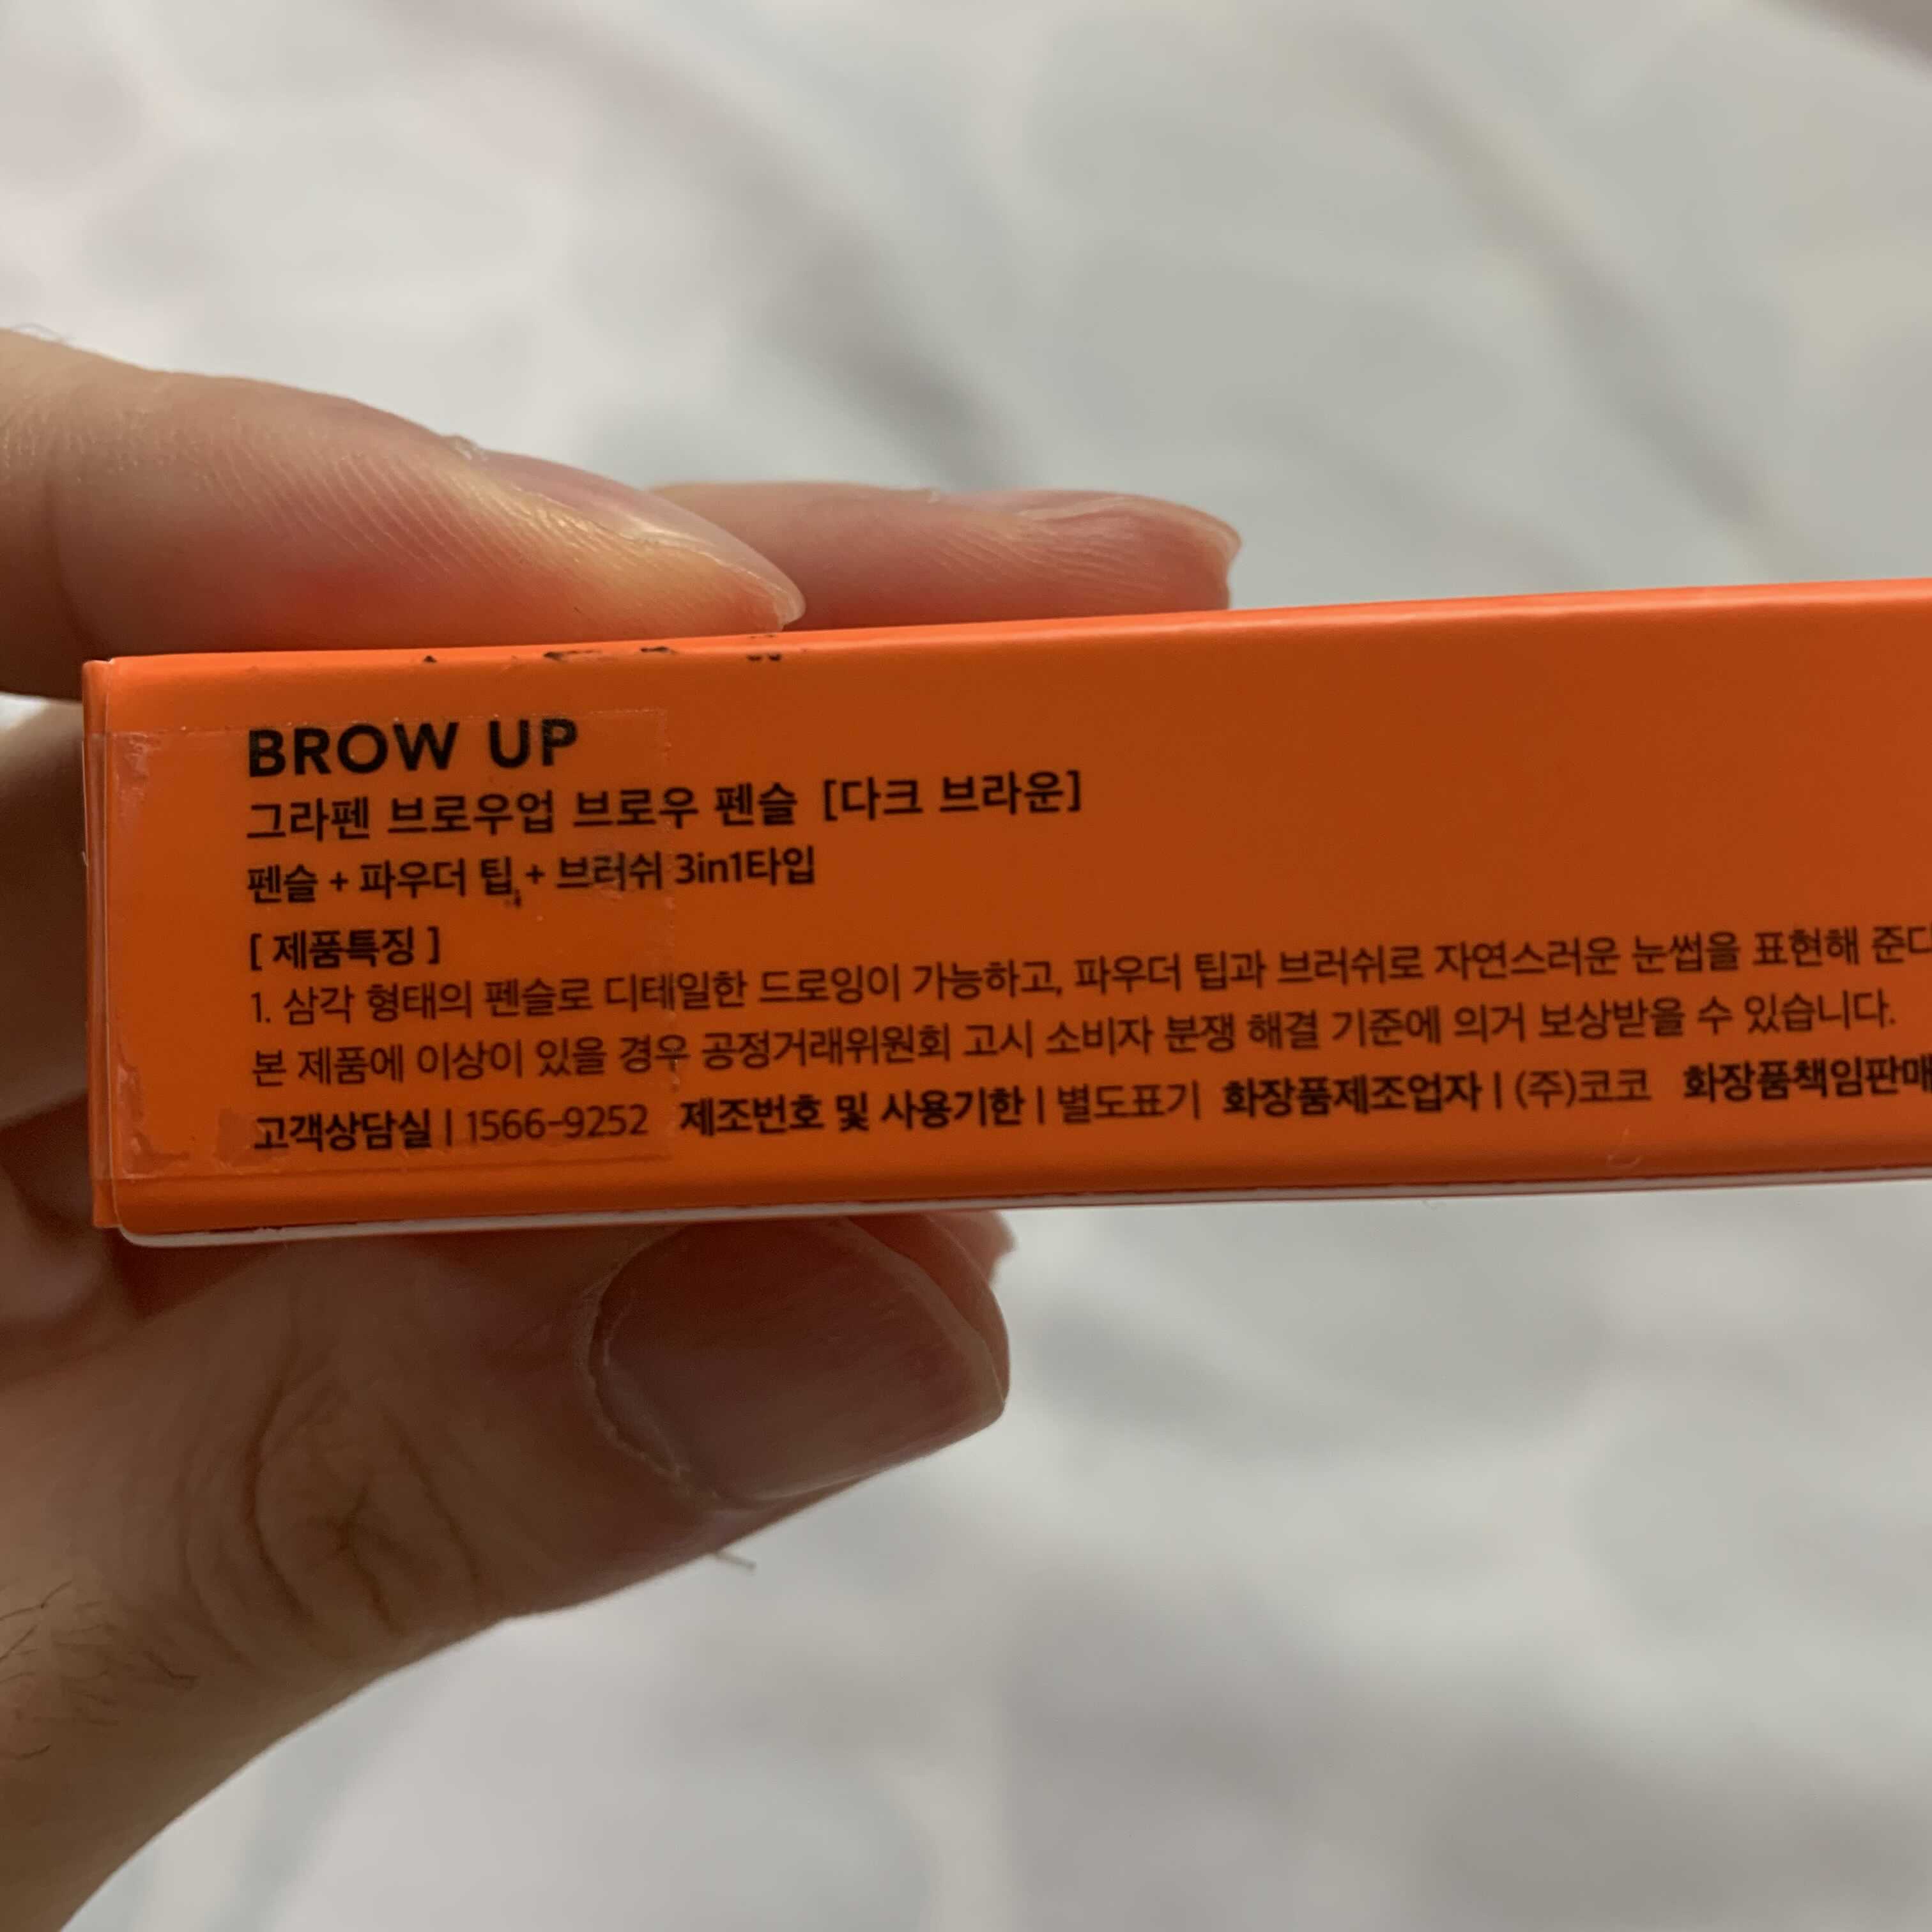 BROW UP
그라펜 브로우업 브로우 펜슬 [다크 브라운]
펜슬 + 파우더 팁 + 브러쉬 3in1타입
[ 제품특징 ]
1. 삼각 형태의 펜슬로 디테일한 드로잉이 가능하고, 파우더 팁과 브러쉬로 자연스러운 눈썹을 표현해 준다
본 제품에 이상이 있을 경우 공정거래위원회 고시 소비자 분쟁 해결 기준에 의거 보상받을 수 있습니다.
고객상담실 | 1566-9252 제조번호 및 사용기한 | 별도표기 화장품제조업자 | (주)코코 화장품책임판매